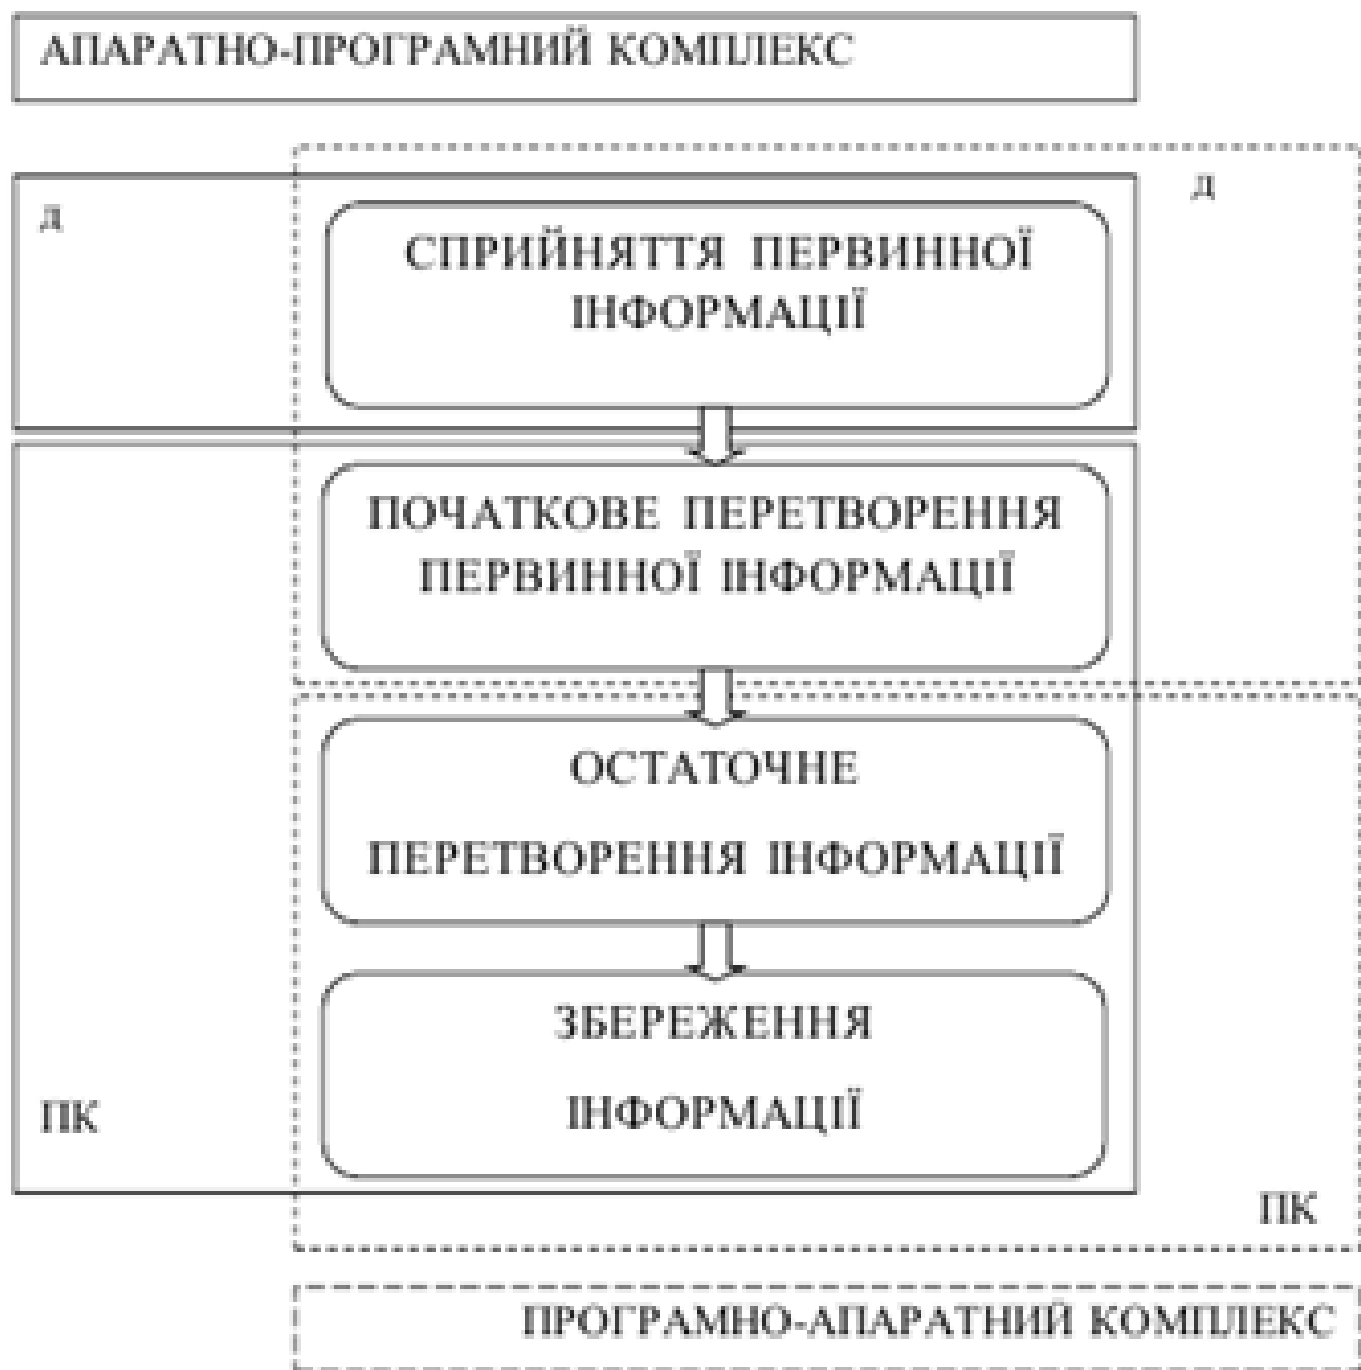 АПАРАТНО-ПРОГРАМНИЙ КОМПЛЕКС
Д
Д
СПРИЙНЯТТЯ ПЕРВИННОЇ
ІНФОРМАЦІЇ
ПОЧАТКОВЕ ПЕРЕТВОРЕННЯ
ПЕРВИННОЇ ІНФОРМАЦІЇ
ОСТАТОЧНЕ
ПЕРЕТВОРЕННЯ ІНФОРМАЦІЇ
ЗБЕРЕЖЕННЯ
ІНФОРМАЦІЇ
ПК
ПК
ПРОГРАМНО-АПАРАТНИЙ КОМПЛЕКС